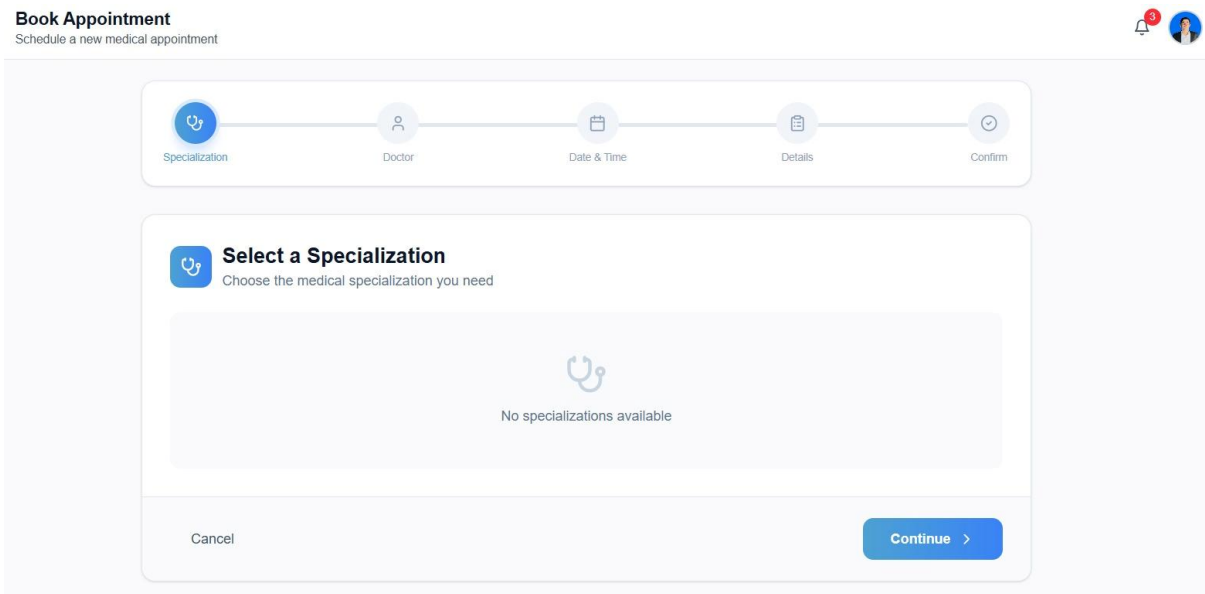 Book Appointment
Schedule a new medical appointment
3
Specialization
Doctor
Date & Time
Details
Confirm
Select a Specialization
Choose the medical specialization you need
No specializations available
Cancel
Continue